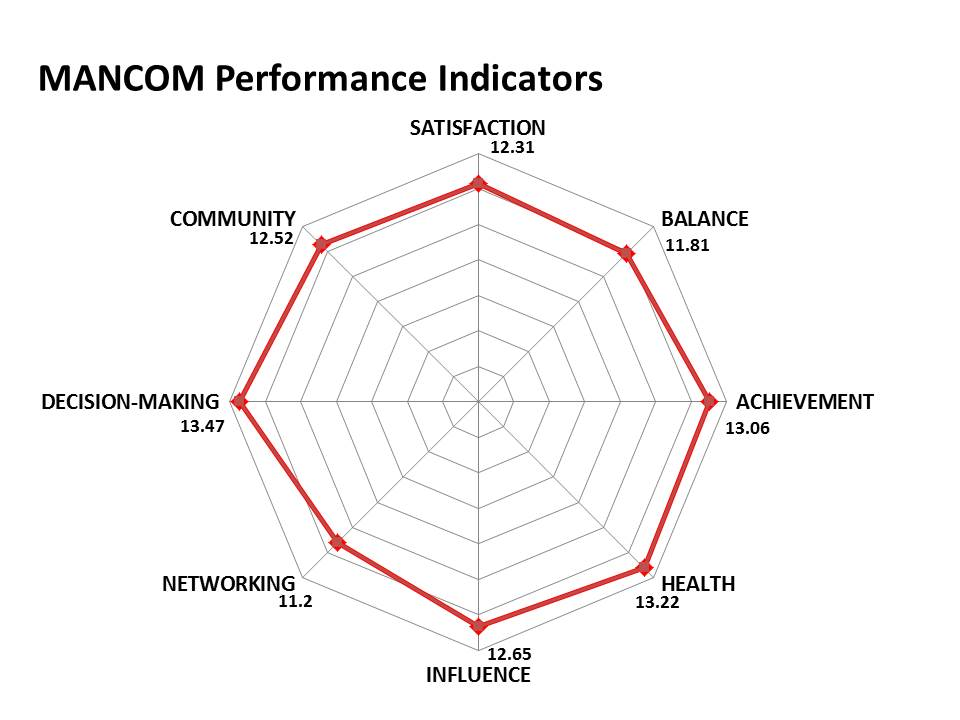 MANCOM Performance Indicators
SATISFACTION
12.31
COMMUNITY
12.52
BALANCE
11.81
DECISION-MAKING
13.47
ACHIEVEMENT
13.06
NETWORKING
11.2
HEALTH
13.22
12.65
INFLUENCE